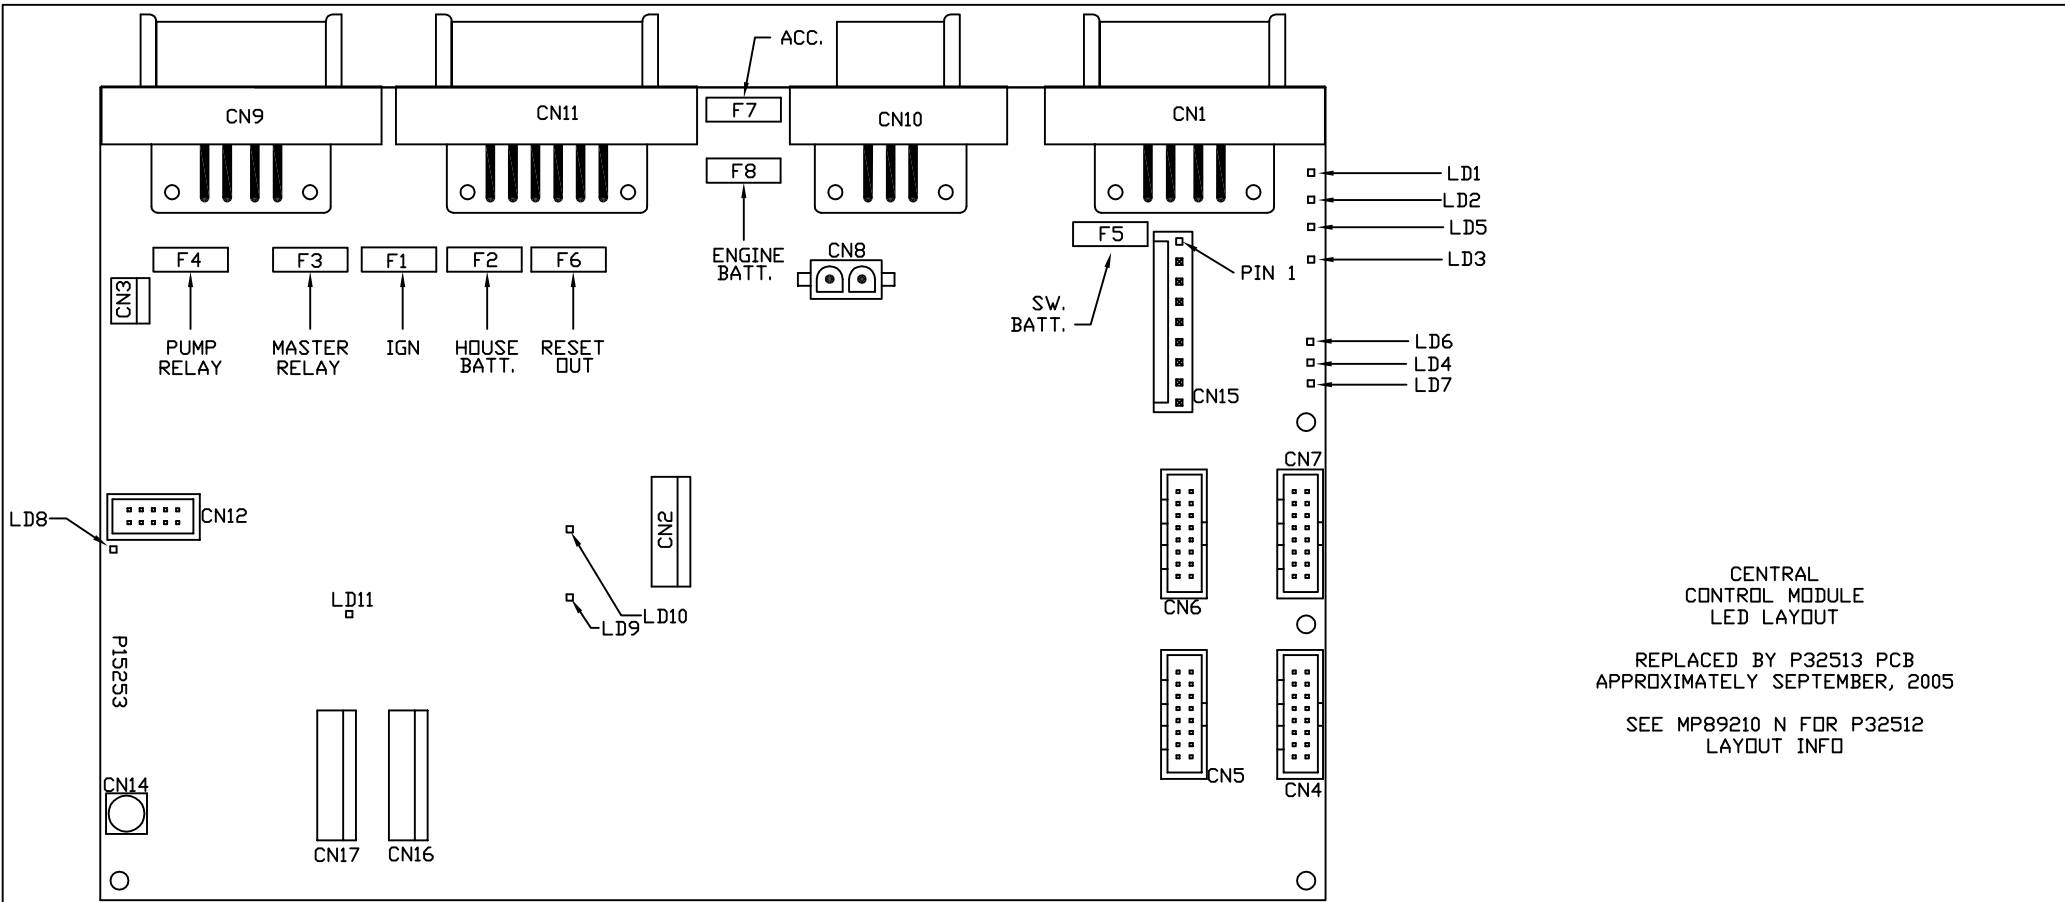 ACC.
CN9
CN11
F7
CN10
CN1
F8
LD1
LD2
LD5
LD3
F4
F3
F1
F2
F6
ENGINE
BATT.
CN8
F5
PIN 1
CN3
SW.
BATT.
PUMP
RELAY
MASTER
RELAY
IGN
HOUSE
BATT.
RESET
OUT
LD6
LD4
LD7
CN15
CN7
LD8
CN12
CN2
LD11
LD9
LD10
CN6
P15253
CN14
CN17
CN16
CN5
CN4
CENTRAL
CONTROL MODULE
LED LAYOUT
REPLACED BY P32513 PCB
APPROXIMATELY SEPTEMBER, 2005
SEE MP89210 N FOR P32512
LAYOUT INFO